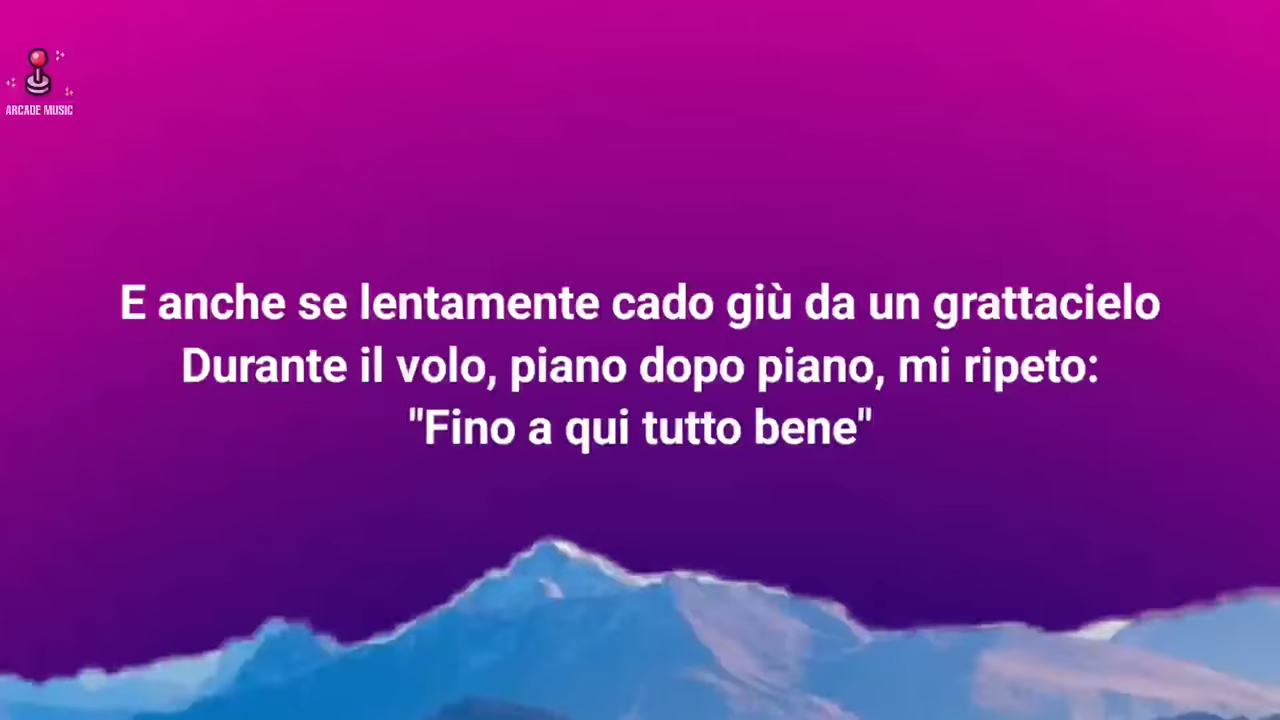 ARCADE MUSIC
E anche se lentamente cado giù da un grattacielo
Durante il volo, piano dopo piano, mi ripeto:
"Fino a qui tutto bene"